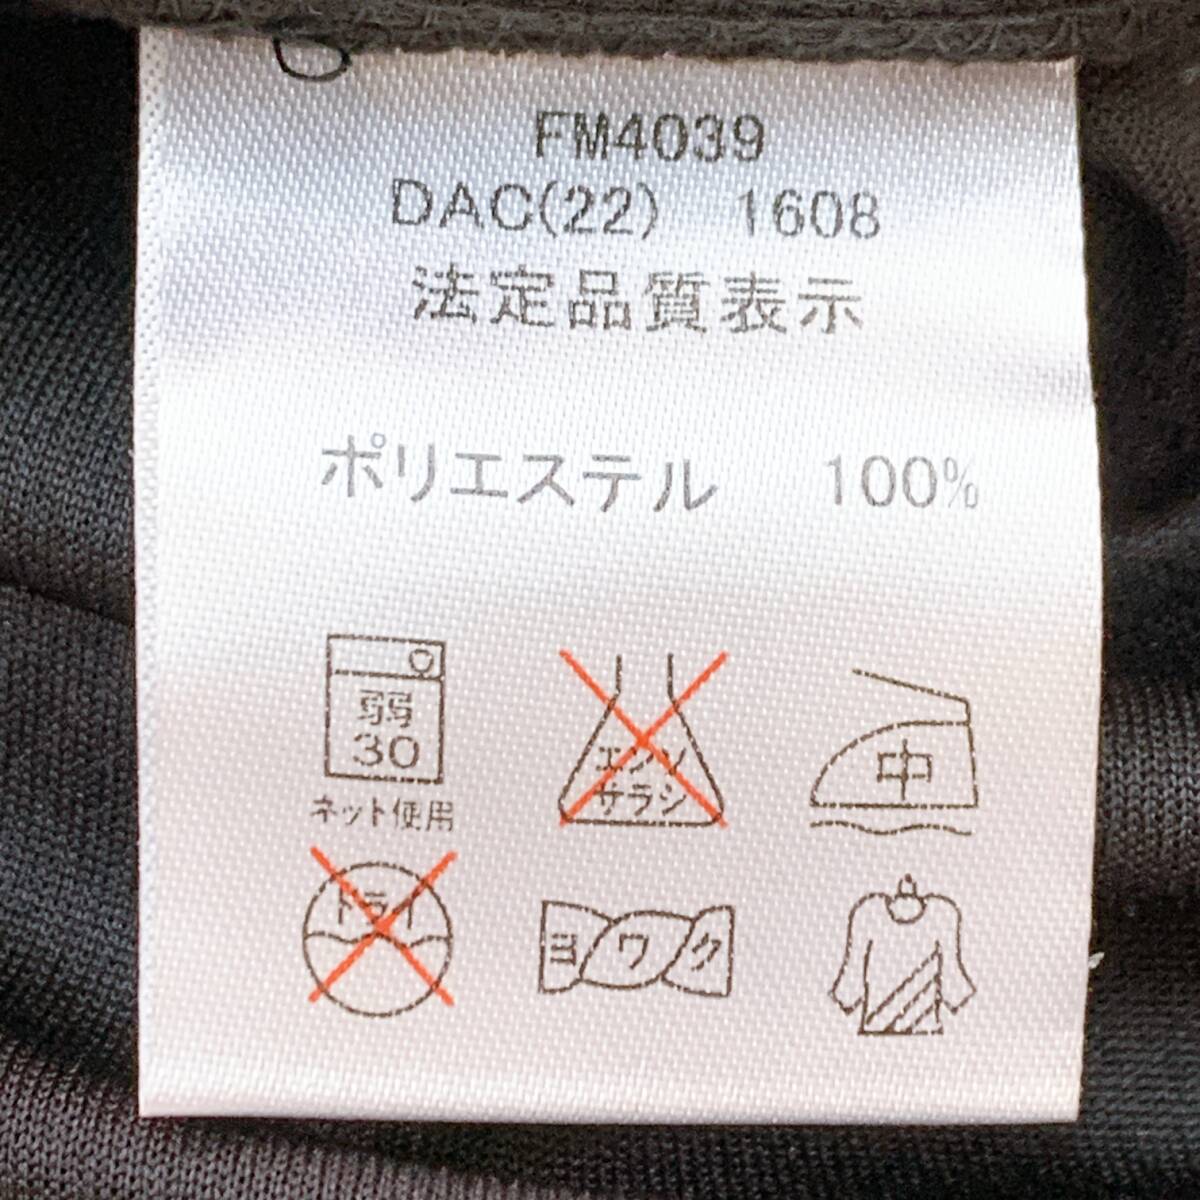 FM4039
DAC(22) 1608
法定品質表示
ポリエステル 100%
弱
30
ネット使用
エンソ
サラシ
中
ドライ
ヨワク